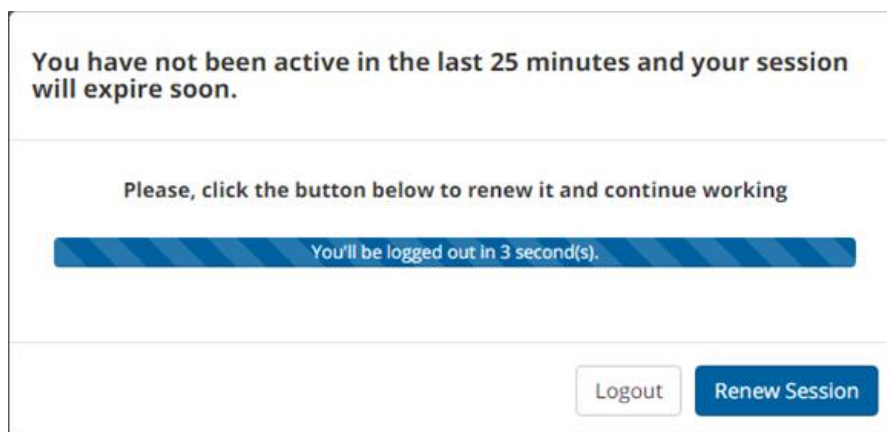 You have not been active in the last 25 minutes and your session
will expire soon.
Please, click the button below to renew it and continue working
You'll be logged out in 3 second(s).
Logout
Renew Session